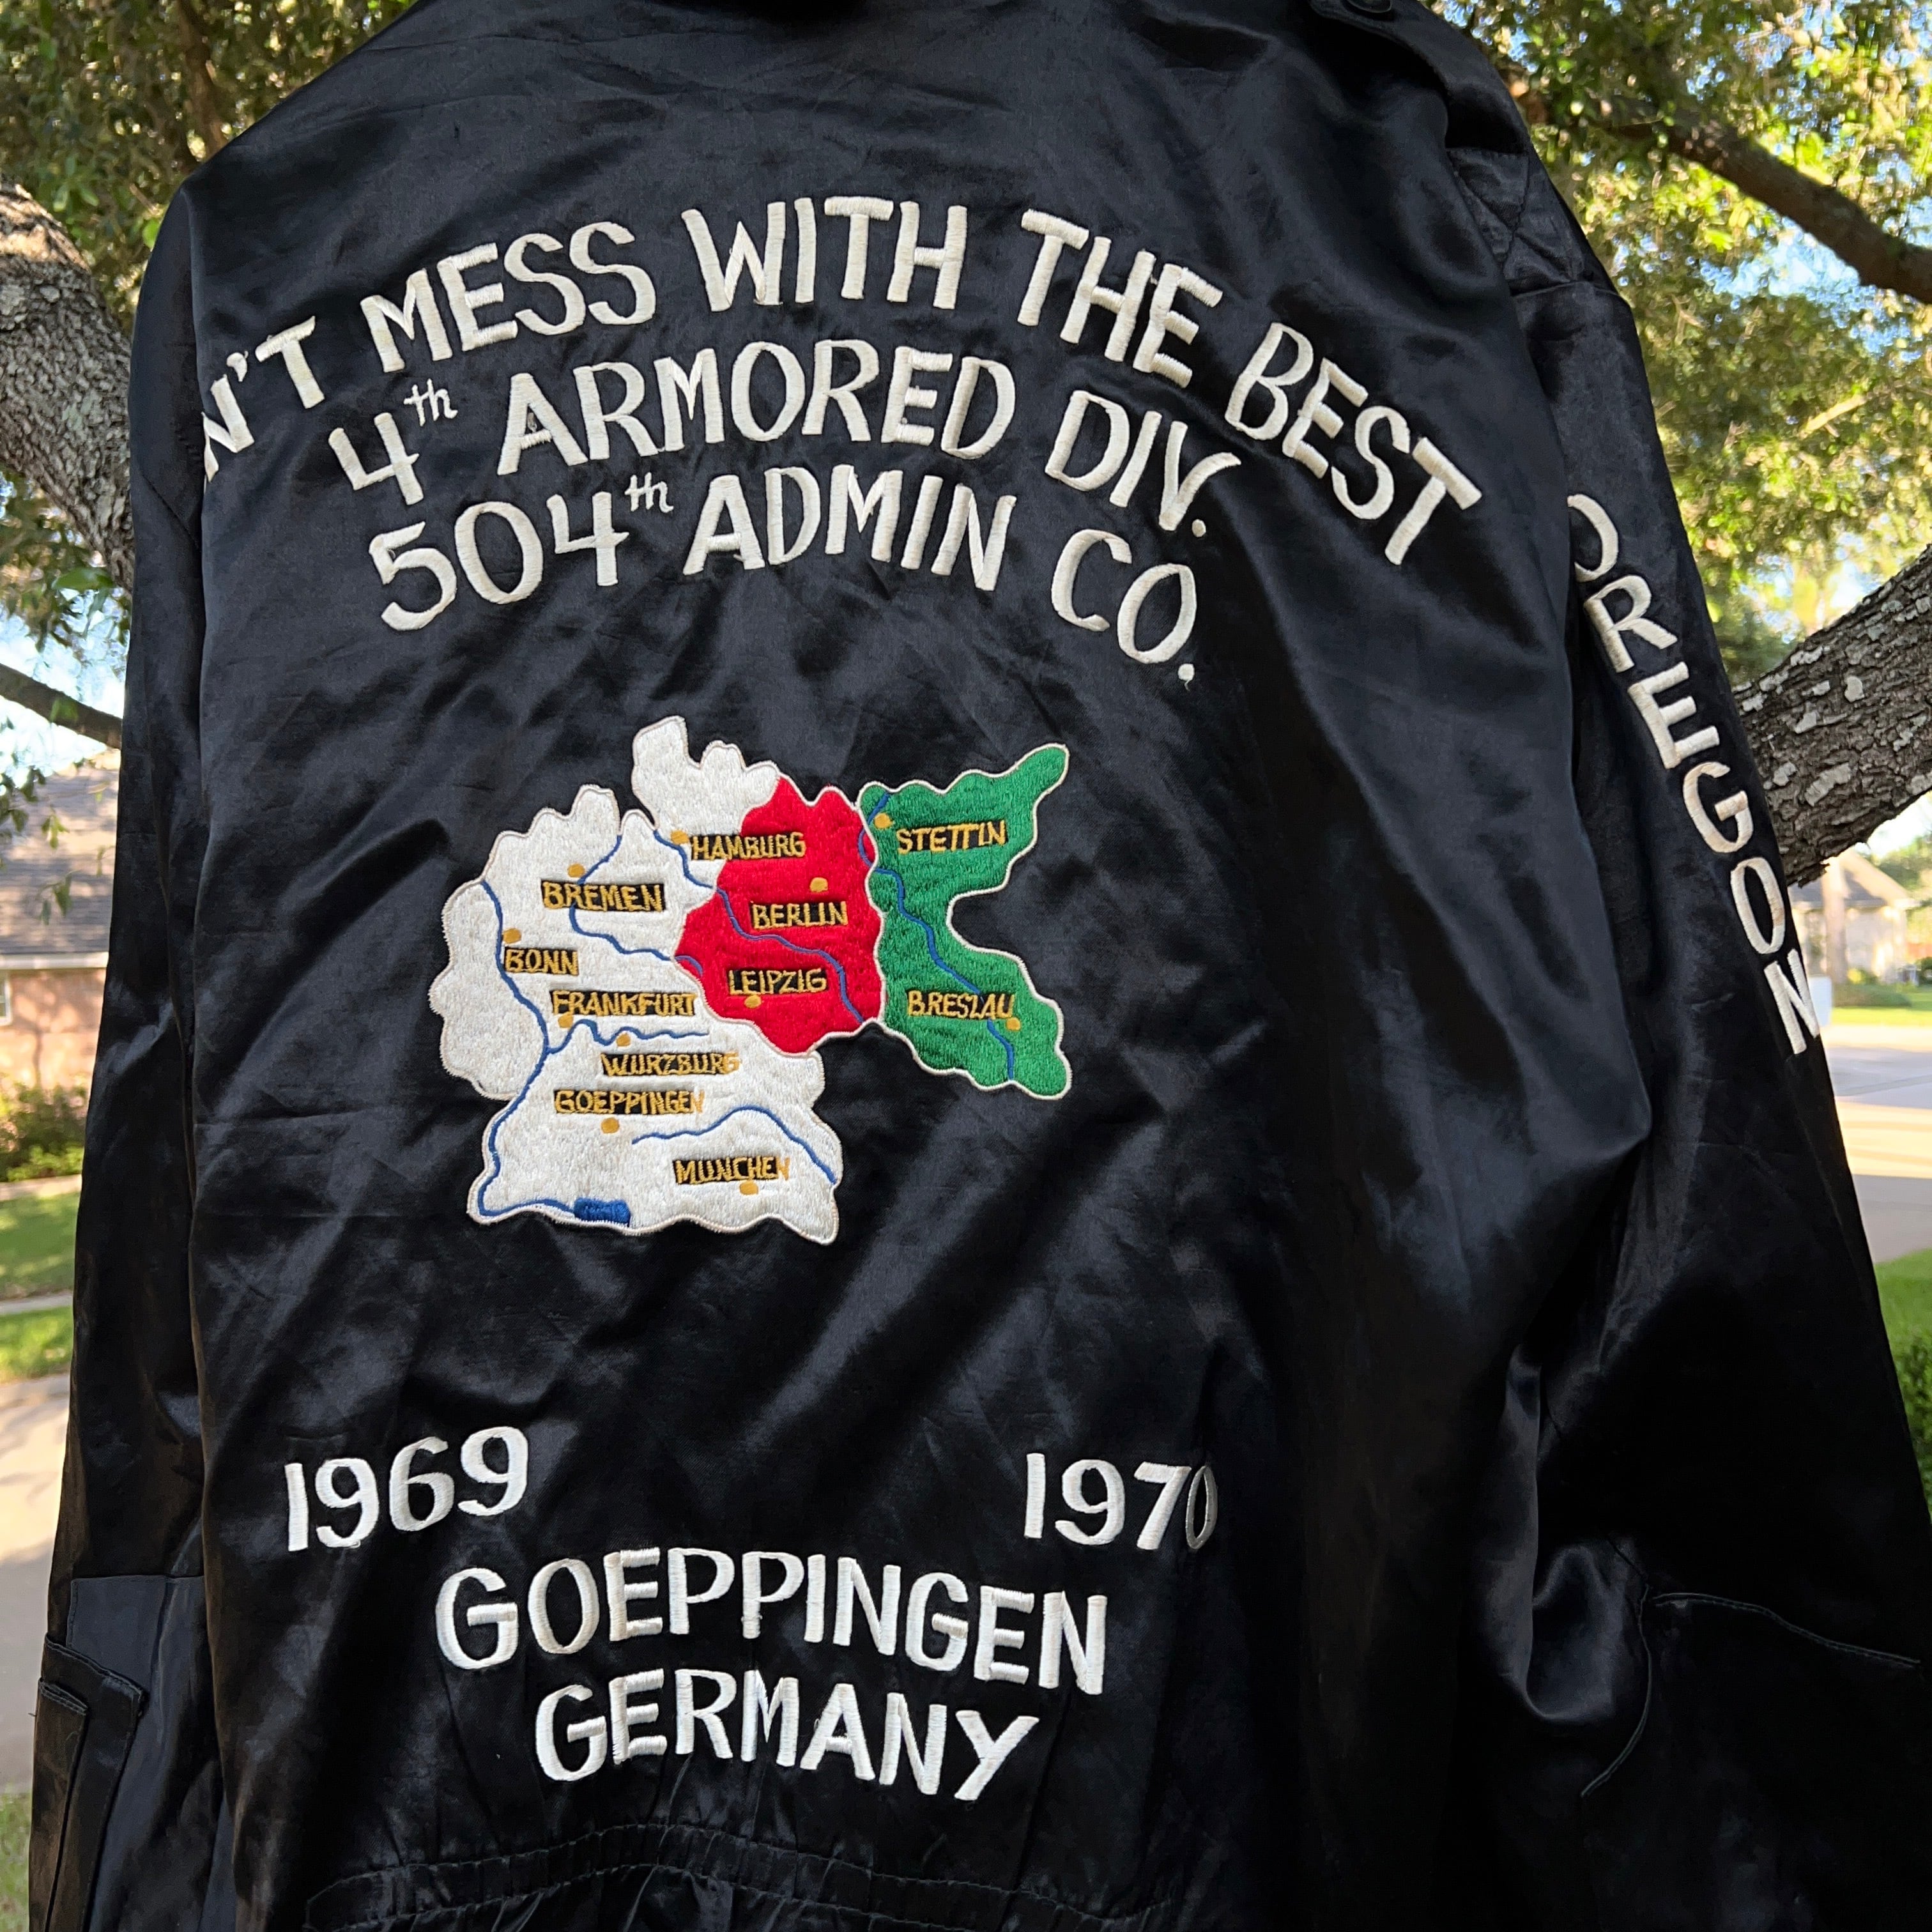 N'T MESS WITH THE BEST
4th ARMORED DIV.
504th ADMIN CO.
OREGON
HAMBURG
STETTIN
BREMEN
BERLIN
BONN
LEIPZIG
FRANKFURT
BRESLAU
WURZBURG
GOEPPINGEN
MUNCHEN
1969 1970
GOEPPINGEN
GERMANY